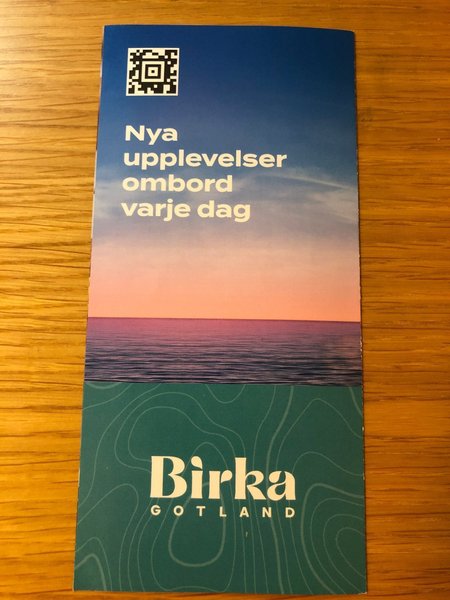 Nya
upplevelser
ombord
varje dag
Birka
GOTLAND